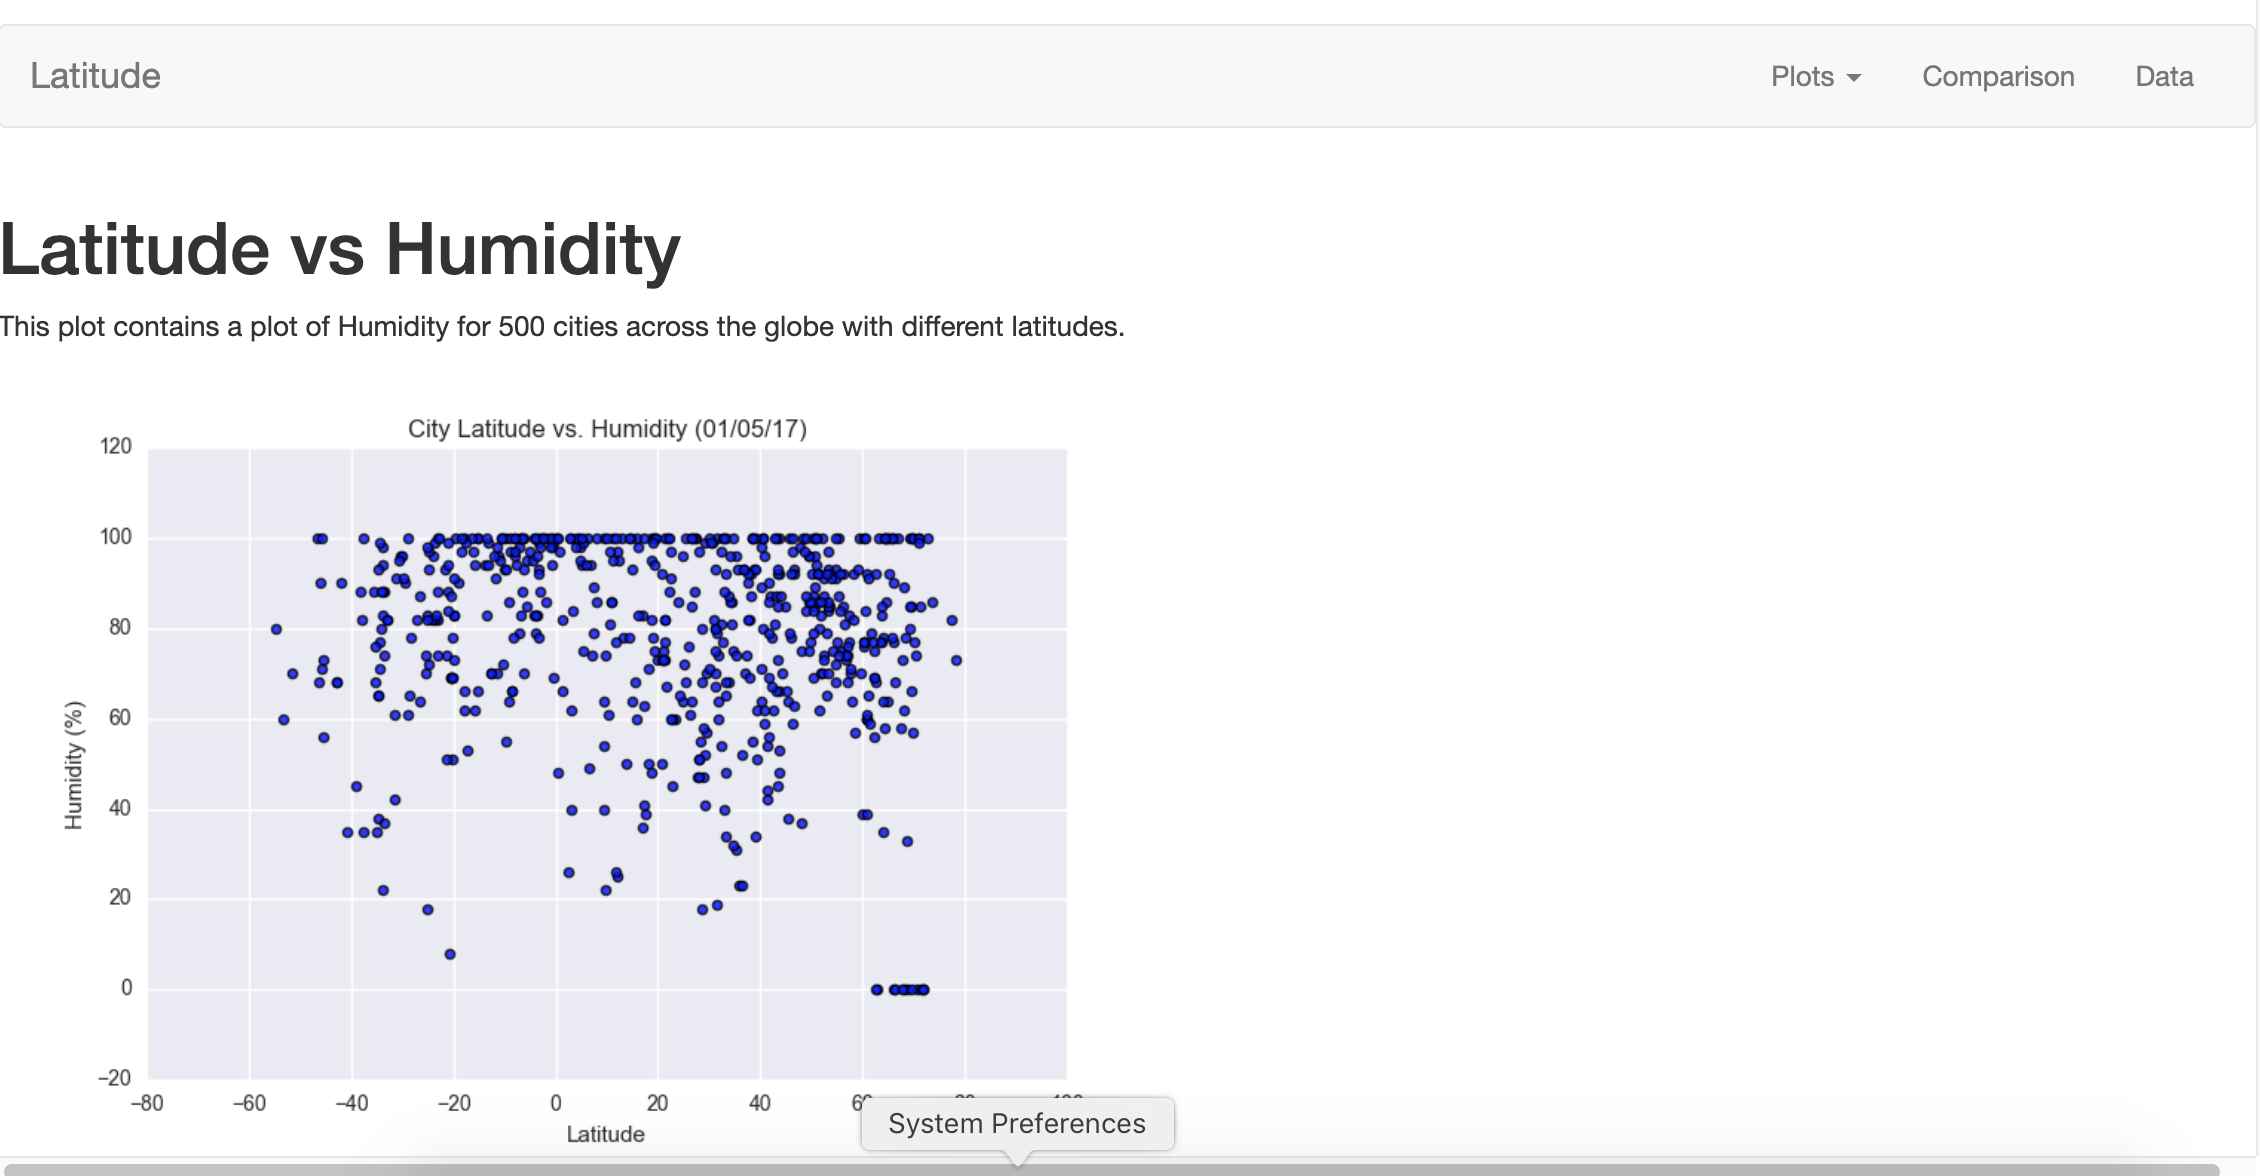 Latitude
Plots Comparison Data
Latitude vs Humidity
This plot contains a plot of Humidity for 500 cities across the globe with different latitudes.
City Latitude vs. Humidity (01/05/17)
120
100
80
60
40
20
0
−20
Humidity (%)
−80 −60 −40 −20 0 20 40
Latitude
System Preferences